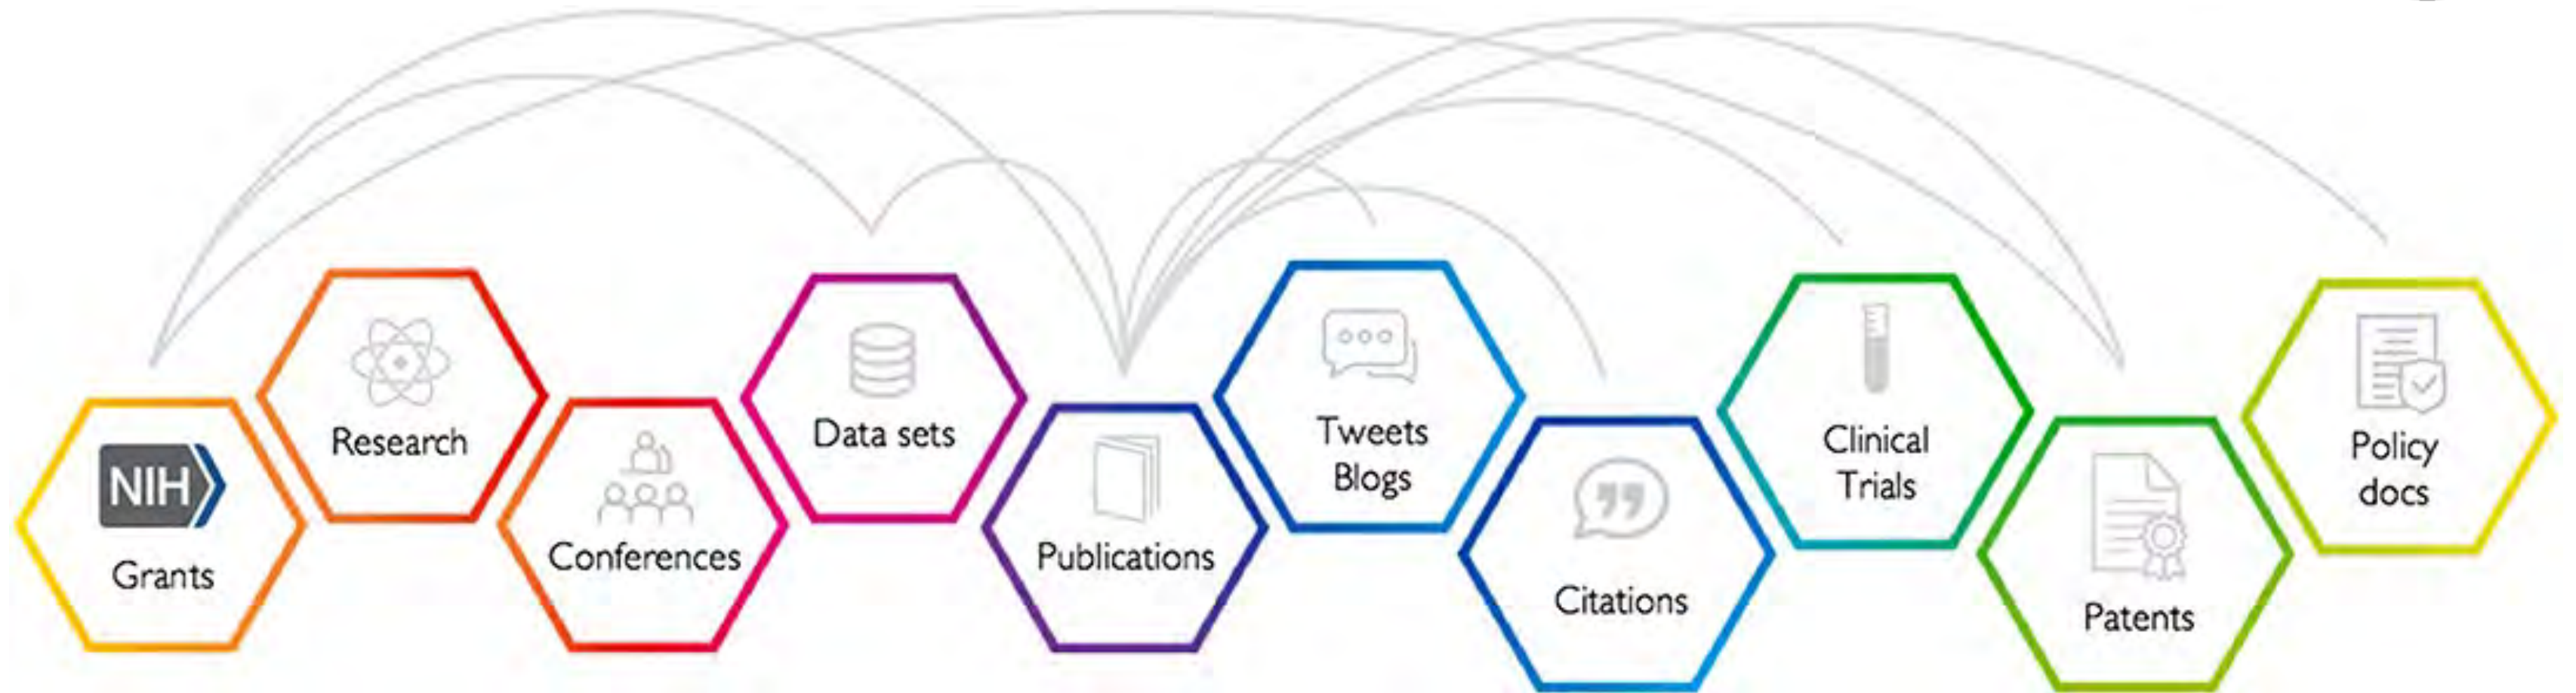 NIH
Grants
Research
Conferences
Data sets
Publications
Tweets
Blogs
Citations
Clinical
Trials
Patents
Policy
docs